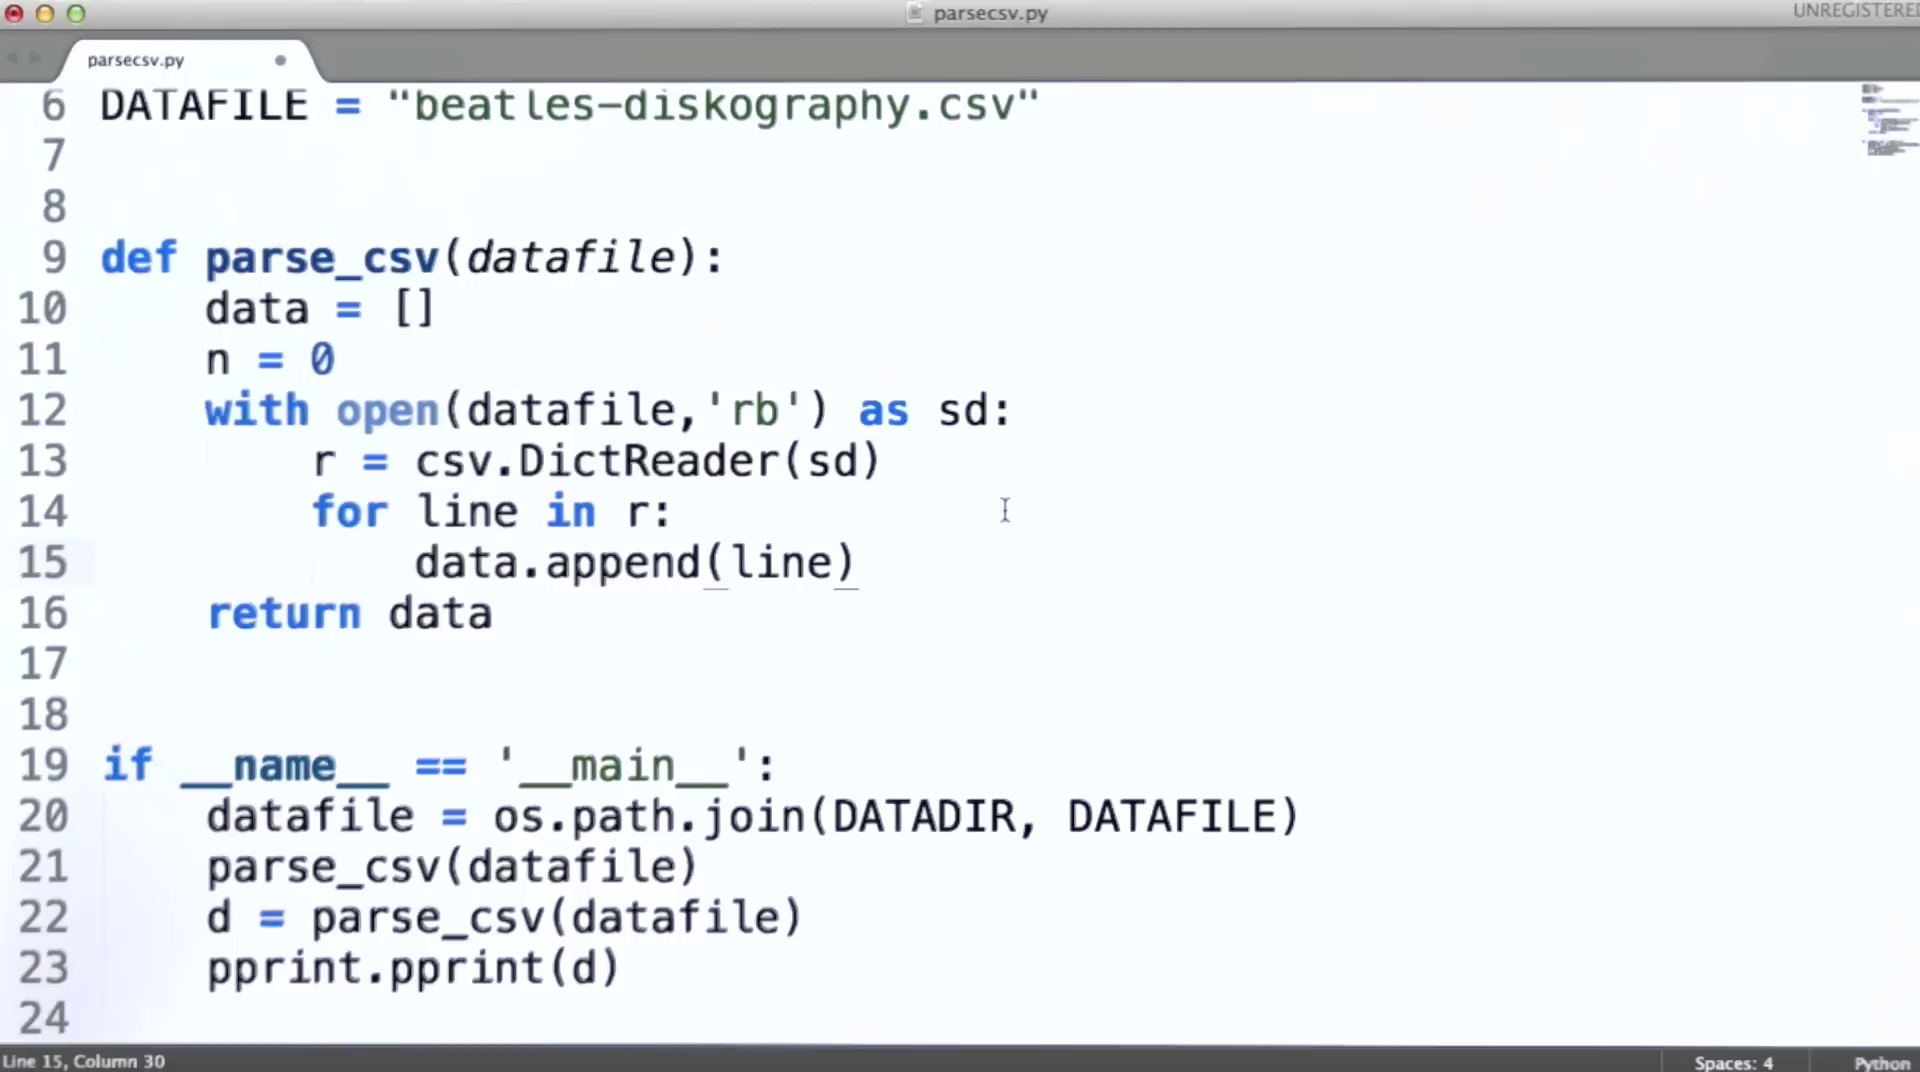 parsecsv.py
UNREGISTERED
parsecsv.py
6 DATAFILE = "beatles-diskography.csv"
7
8
9 def parse_csv(datafile):
10     data = []
11     n = 0
12     with open(datafile,'rb') as sd:
13         r = csv.DictReader(sd)
14         for line in r:
15             data.append(line)
16     return data
17
18
19 if __name__ == '__main__':
20     datafile = os.path.join(DATADIR, DATAFILE)
21     parse_csv(datafile)
22     d = parse_csv(datafile)
23     pprint.pprint(d)
24
Line 15, Column 30
Spaces: 4
Python